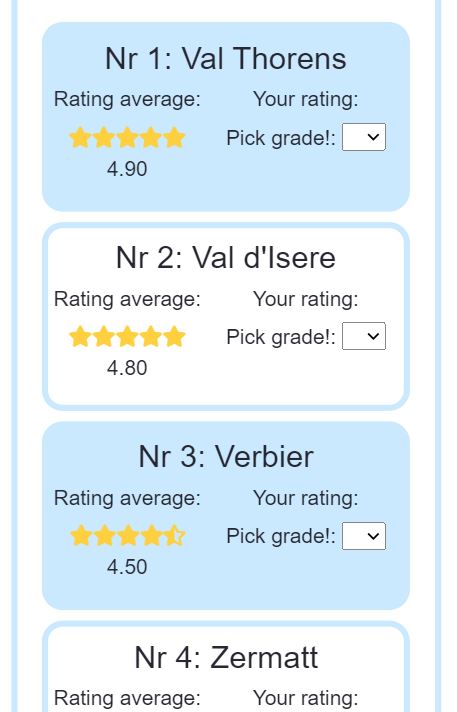 Nr 1: Val Thorens
Rating average: Your rating:
Pick grade!:
4.90
Nr 2: Val d'Isere
Rating average: Your rating:
Pick grade!:
4.80
Nr 3: Verbier
Rating average: Your rating:
Pick grade!:
4.50
Nr 4: Zermatt
Rating average: Your rating: